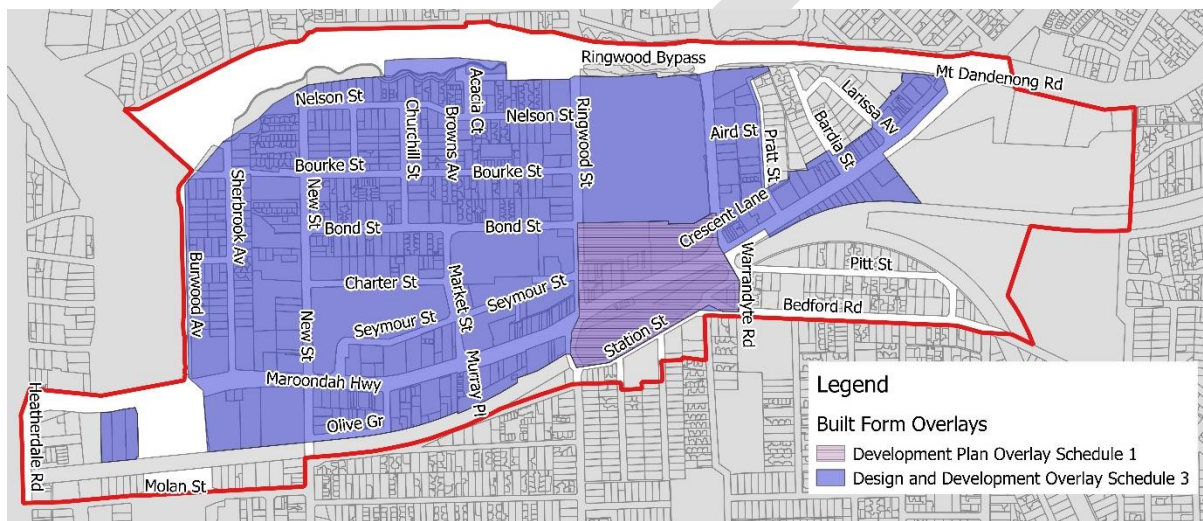 Ringwood Bypass
Mt Dandenong Rd
Nelson St
Churchill St
Browns Av
Acacia Ct
Nelson St
Ringwood St
Aird St
Pratt St
Bardia St
Larissa Av
Bourke St
Bourke St
Sherbrook Av
New St
Bond St
Bond St
Crescent Lane
Burwood Av
Charter St
Market St
Seymour St
Seymour St
Warrandyte Rd
Pitt St
Bedford Rd
Station St
New St
Maroondah Hwy
Murray Pl
Olive Gr
Heatherdale Rd
Molan St
Legend
Built Form Overlays
Development Plan Overlay Schedule 1
Design and Development Overlay Schedule 3